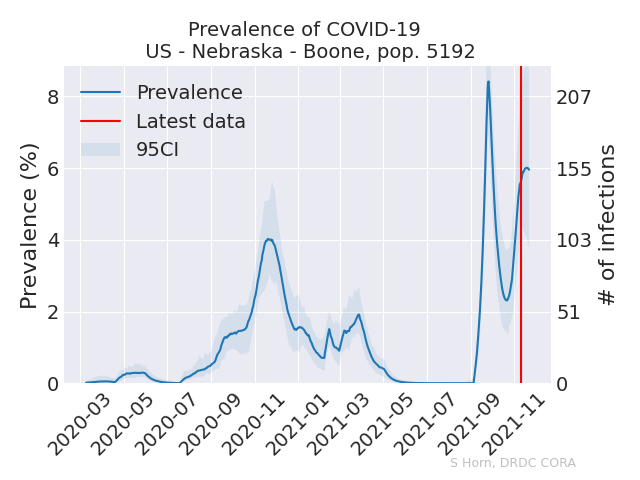 Prevalence of COVID-19
US - Nebraska - Boone, pop. 5192
Prevalence
Latest data
95CI
Prevalence (%)
8
6
4
2
0
# of infections
207
155
103
51
0
2020-03
2020-05
2020-07
2020-09
2020-11
2021-01
2021-03
2021-05
2021-07
2021-09
2021-11
S Horn, DRDC CORA